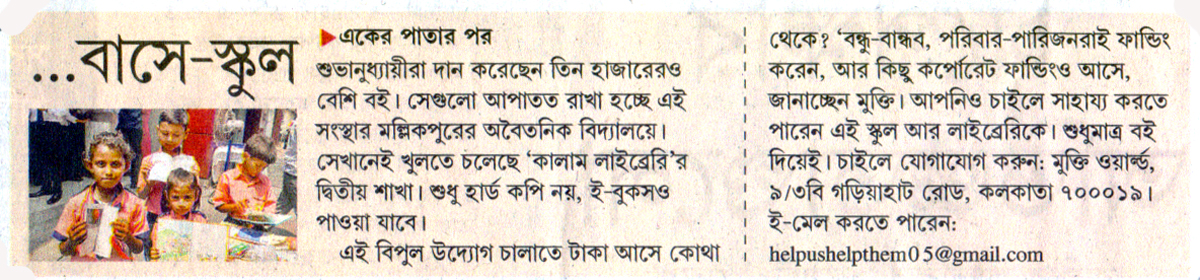 ...বাসে-স্কুল
▶একের পাতার পর
শুভানুধ্যায়ীরা দান করেছেন তিন হাজারেরও
বেশি বই। সেগুলো আপাতত রাখা হচ্ছে এই
সংস্থার মল্লিকপুরের অবৈতনিক বিদ্যালয়ে।
সেখানেই খুলতে চলেছে ‘কালাম লাইব্রেরি’র
দ্বিতীয় শাখা। শুধু হার্ড কপি নয়, ই-বুকসও
পাওয়া যাবে।
এই বিপুল উদ্যোগ চালাতে টাকা আসে কোথা
থেকে? ‘বন্ধু-বান্ধব, পরিবার-পারিজনরাই ফান্ডিং
করেন, আর কিছু কর্পোরেট ফান্ডিংও আসে,
জানাচ্ছেন মুক্তি। আপনিও চাইলে সাহায্য করতে
পারেন এই স্কুল আর লাইব্রেরিকে। শুধুমাত্র বই
দিয়েই। চাইলে যোগাযোগ করুন: মুক্তি ওয়ার্ল্ড,
৯/৩বি গড়িয়াহাট রোড, কলকাতা ৭০০০১৯।
ই-মেল করতে পারেন:
helpushelpthem05@gmail.com